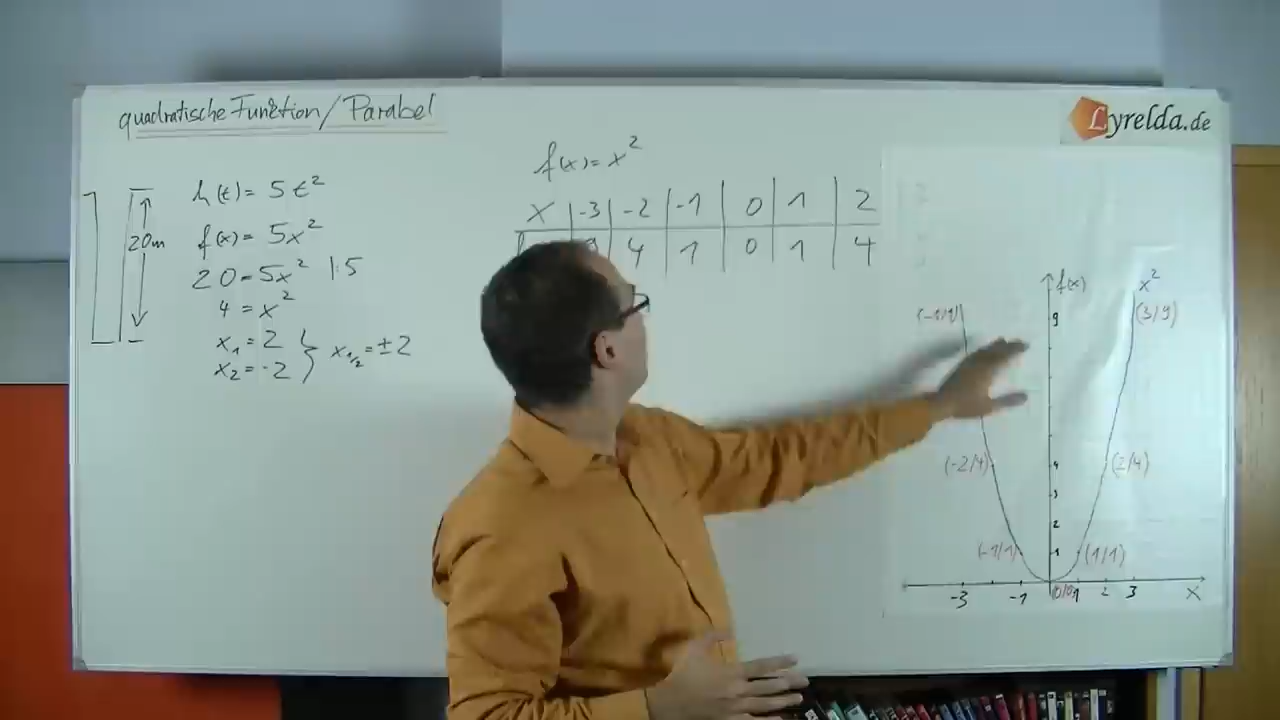 quadratische Funktion/Parabel
Lyrelda.de
20m
h(t) = 5t²
f(x) = 5x²
20 = 5x² |:5
4 = x²
x₁ = 2
x₂ = -2
x₁/₂ = ±2
f(x) = x²
x | -3 | -2 | -1 | 0 | 1 | 2
4 | 1 | 0 | 1 | 4
f(x) x²
(-1/1) 9 (3/9)
(-2/4) 4 (2/4)
3
2
(-1/1) 1 (1/1)
-3 -1 (0/0) 1 2 3 x